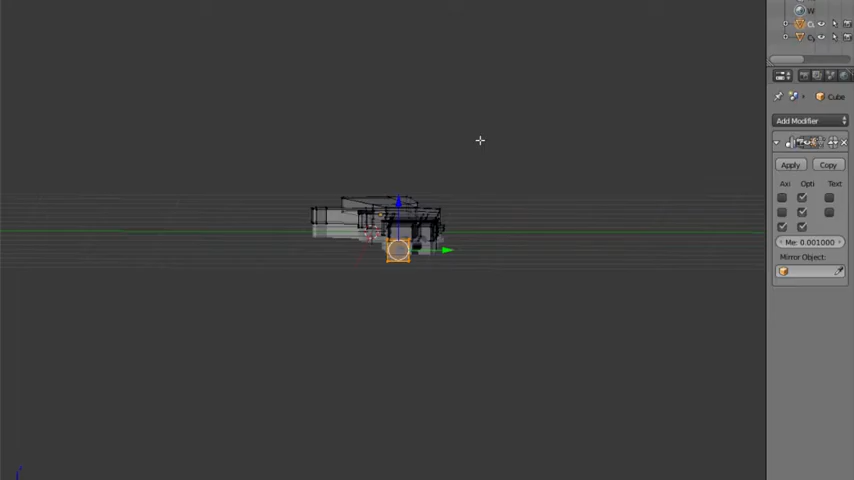 W
Cube
Add Modifier
Apply
Copy
Axi
Opti
Text
Me: 0.001000
Mirror Object: